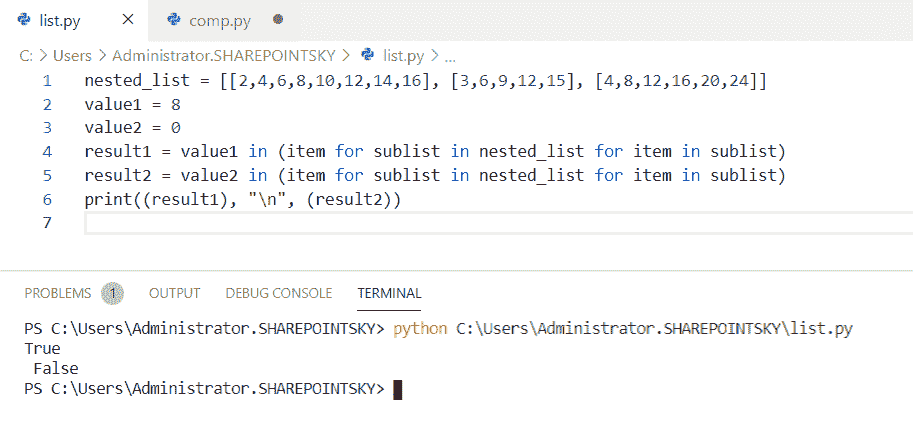 list.py comp.py
C: > Users > Administrator.SHAREPOINTSKY > list.py > ...
1 nested_list = [[2,4,6,8,10,12,14,16], [3,6,9,12,15], [4,8,12,16,20,24]]
2 value1 = 8
3 value2 = 0
4 result1 = value1 in (item for sublist in nested_list for item in sublist)
5 result2 = value2 in (item for sublist in nested_list for item in sublist)
6 print((result1), "\n", (result2))
7
PROBLEMS 1 OUTPUT DEBUG CONSOLE TERMINAL
PS C:\Users\Administrator.SHAREPOINTSKY> python C:\Users\Administrator.SHAREPOINTSKY\list.py
True
 False
PS C:\Users\Administrator.SHAREPOINTSKY>